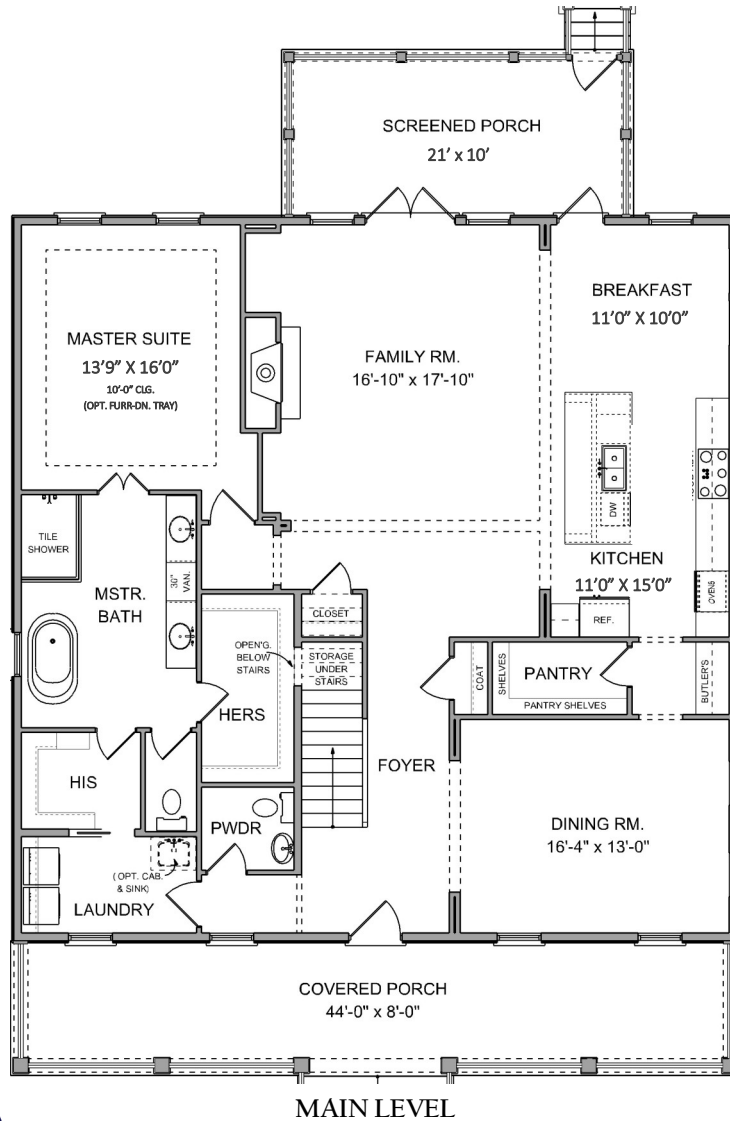 SCREENED PORCH
21' x 10'
MASTER SUITE
13'9" X 16'0"
10'-0" CLG.
(OPT. FURR-DN. TRAY)
FAMILY RM.
16'-10" x 17'-10"
BREAKFAST
11'0" X 10'0"
TILE
SHOWER
MSTR.
BATH
30"
VAN.
DW
KITCHEN
11'0" X 15'0"
OVENS
REF.
CLOSET
OPEN'G.
BELOW
STAIRS
STORAGE
UNDER
STAIRS
HERS
COAT
SHELVES
PANTRY
PANTRY SHELVES
BUTLER'S
HIS
FOYER
PWDR
DINING RM.
16'-4" x 13'-0"
(OPT. CAB.
& SINK)
LAUNDRY
COVERED PORCH
44'-0" x 8'-0"
MAIN LEVEL